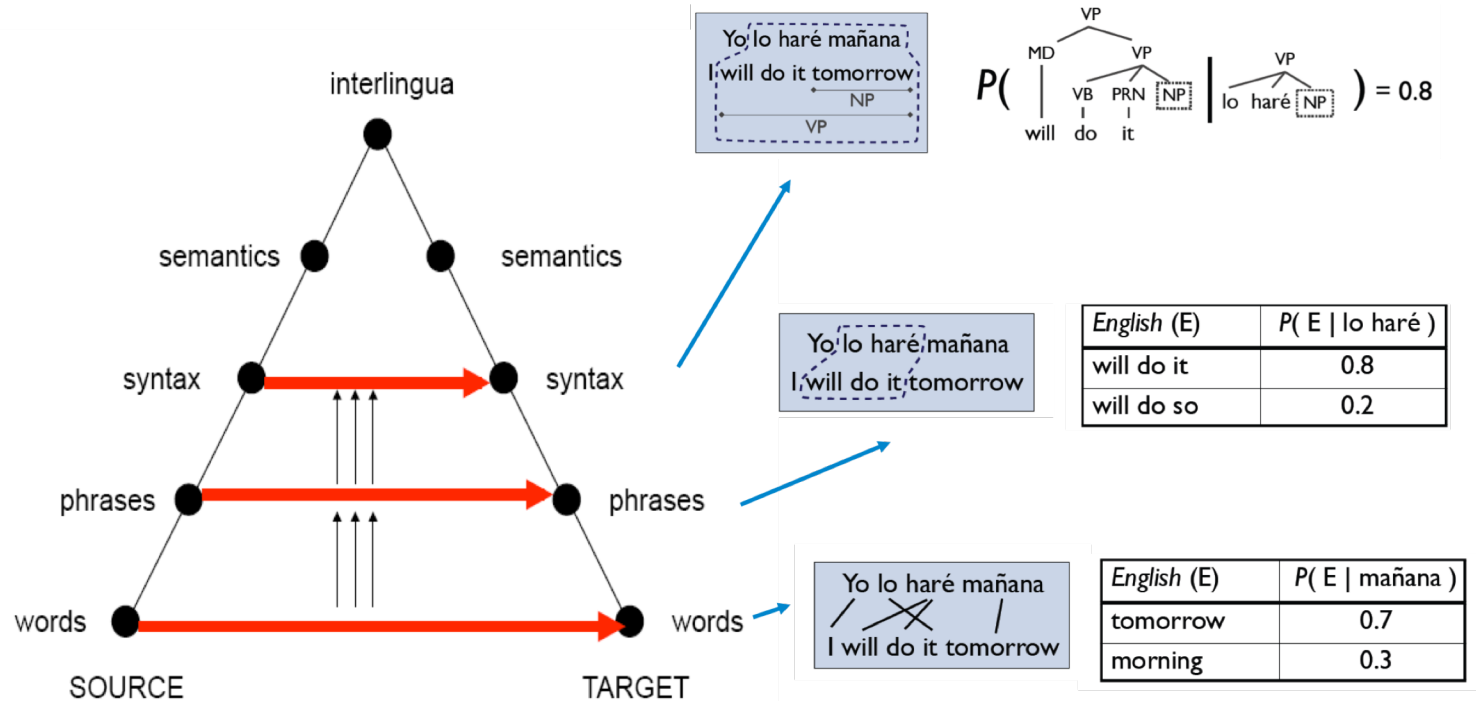 interlingua
semantics
semantics
syntax
syntax
phrases
phrases
words
words
SOURCE
TARGET
Yo lo haré mañana
I will do it tomorrow
NP
VP
VP
MD
VP
VB PRN NP
will do it
P(
|
VP
lo haré NP
) = 0.8
Yo lo haré mañana
I will do it tomorrow
English (E) P( E | lo haré )
will do it 0.8
will do so 0.2
Yo lo haré mañana
I will do it tomorrow
English (E) P( E | mañana )
tomorrow 0.7
morning 0.3